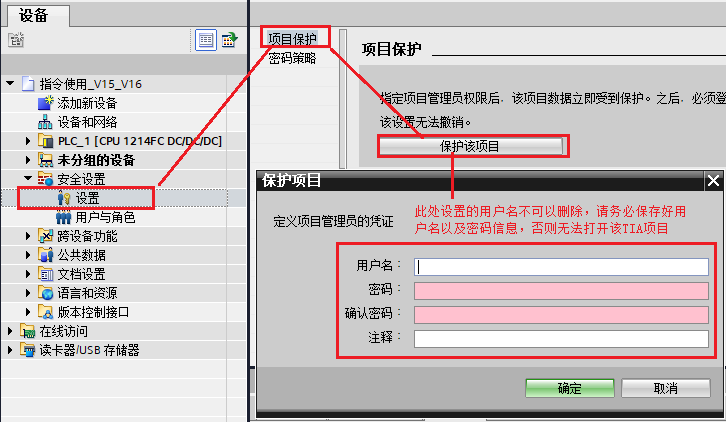 设备
指令使用_V15_V16
添加新设备
设备和网络
PLC_1 [CPU 1214FC DC/DC/DC]
未分组的设备
安全设置
设置
用户与角色
跨设备功能
公共数据
文档设置
语言和资源
版本控制接口
在线访问
读卡器/USB 存储器
项目保护
密码策略
项目保护
指定项目管理员权限后，该项目数据立即受到保护。之后，必须登
该设置无法撤销。
保护该项目
保护项目
定义项目管理员的凭证
此处设置的用户名不可以删除，请务必保存好用
户名以及密码信息，否则无法打开该TIA项目
用户名：
密码：
确认密码：
注释：
确定
取消